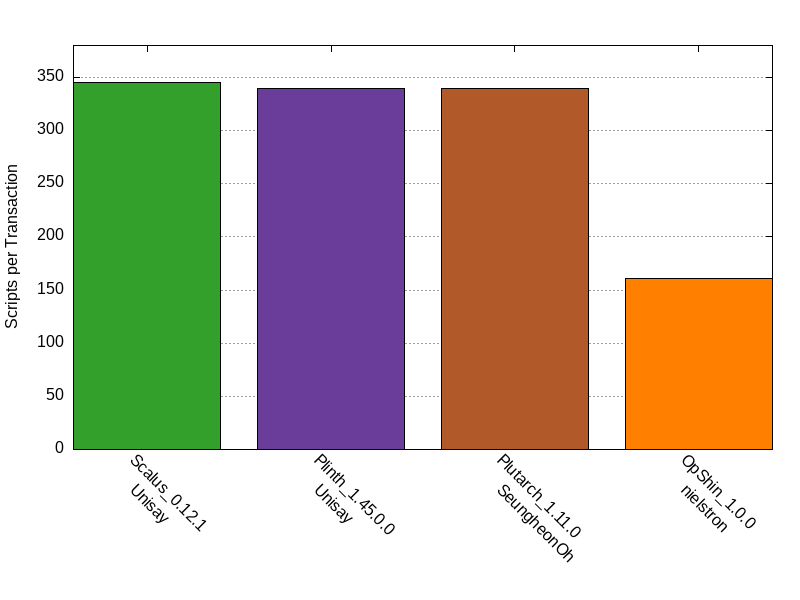 Scripts per Transaction
350
300
250
200
150
100
50
0
Scalus_0.12.1
Unisay
Plinth_1.45.0.0
Unisay
Plutarch_1.11.0
SeungheonOh
OpShin_1.0.0
nielstron